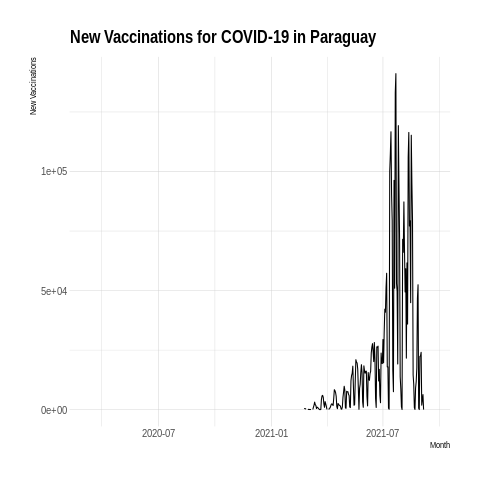 New Vaccinations for COVID-19 in Paraguay
New Vaccinations
1e+05
5e+04
0e+00
2020-07
2021-01
2021-07
Month